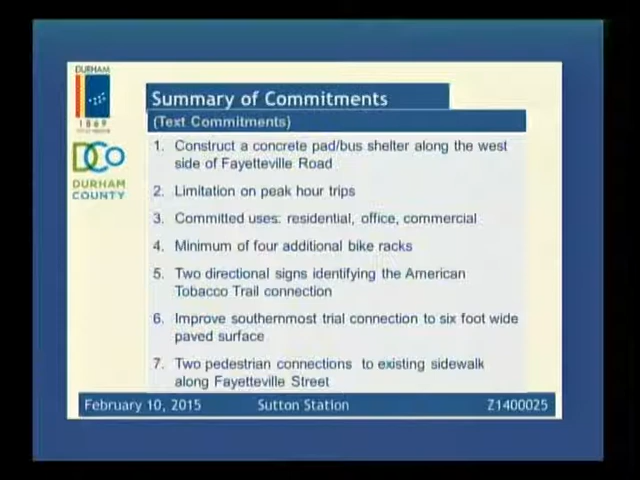 DURHAM
1869
DCO
DURHAM
COUNTY
Summary of Commitments
(Text Commitments)
1. Construct a concrete pad/bus shelter along the west
side of Fayetteville Road
2. Limitation on peak hour trips
3. Committed uses: residential, office, commercial
4. Minimum of four additional bike racks
5. Two directional signs identifying the American
Tobacco Trail connection
6. Improve southernmost trial connection to six foot wide
paved surface
7. Two pedestrian connections to existing sidewalk
along Fayetteville Street
February 10, 2015 Sutton Station Z1400025